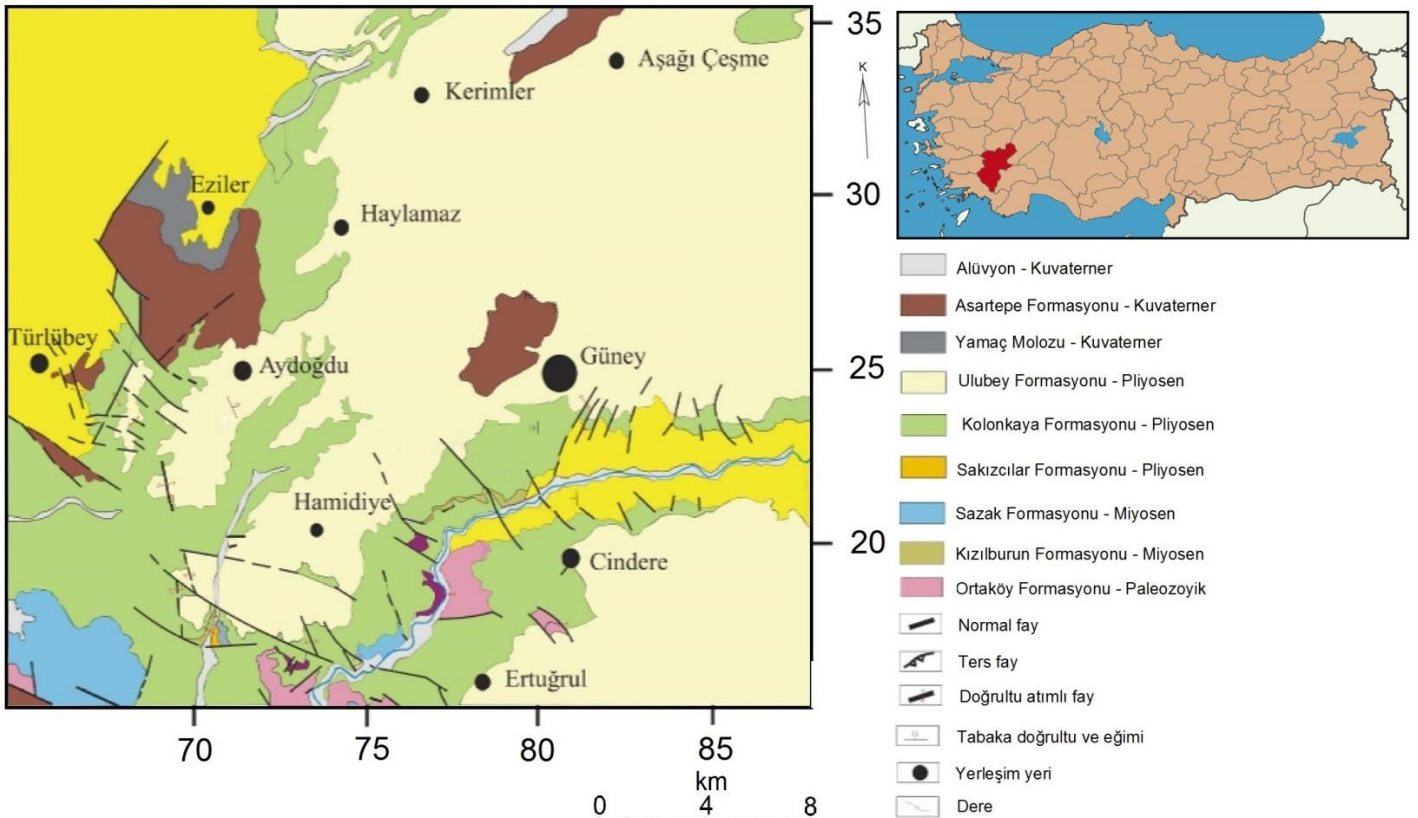 Aşağı Çeşme
Kerimler
Eziler
Haylamaz
Türlübey
Aydoğdu
Güney
Hamidiye
Cindere
Ertuğrul
35
30
25
20
70
75
80
85
km
0
4
8
K
Alüvyon - Kuvaterner
Asartepe Formasyonu - Kuvaterner
Yamaç Molozu - Kuvaterner
Ulubey Formasyonu - Pliyosen
Kolonkaya Formasyonu - Pliyosen
Sakızcılar Formasyonu - Pliyosen
Sazak Formasyonu - Miyosen
Kızılburun Formasyonu - Miyosen
Ortaköy Formasyonu - Paleozoyik
Normal fay
Ters fay
Doğrultu atımlı fay
Tabaka doğrultu ve eğimi
Yerleşim yeri
Dere